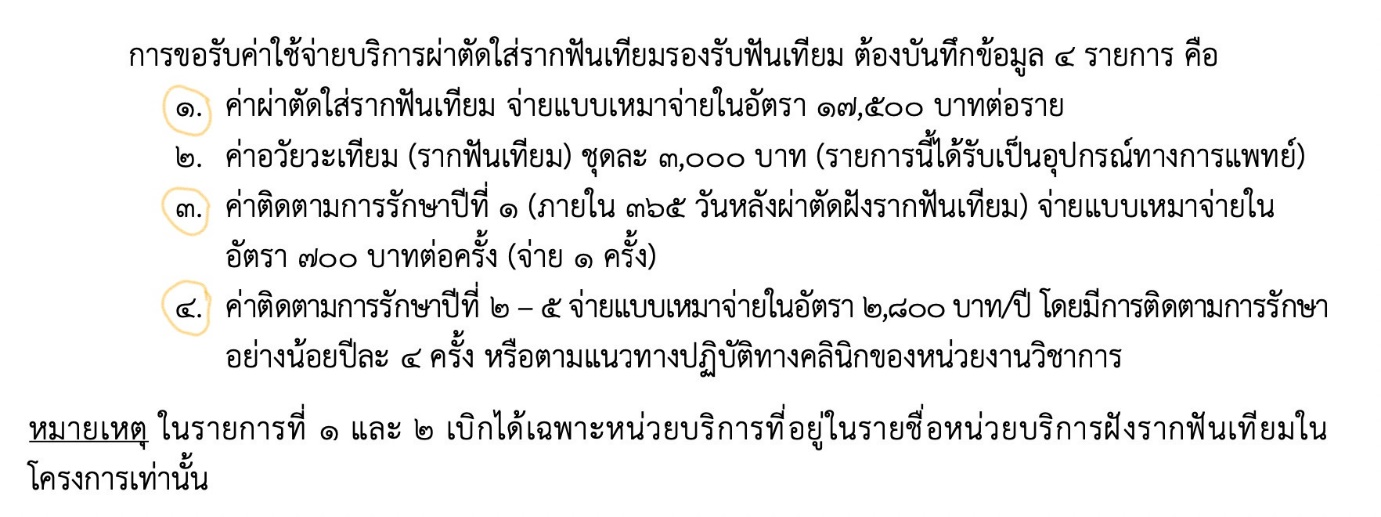 การขอรับค่าใช้จ่ายบริการผ่าตัดใส่รากฟันเทียมรองรับฟันเทียม ต้องบันทึกข้อมูล ๔ รายการ คือ
๑. ค่าผ่าตัดใส่รากฟันเทียม จ่ายแบบเหมาจ่ายในอัตรา ๑๗,๕๐๐ บาทต่อราย
๒. ค่าอวัยวะเทียม (รากฟันเทียม) ชุดละ ๓,๐๐๐ บาท (รายการนี้ได้รับเป็นอุปกรณ์ทางการแพทย์)
๓. ค่าติดตามการรักษาปีที่ ๑ (ภายใน ๓๖๕ วันหลังผ่าตัดฝังรากฟันเทียม) จ่ายแบบเหมาจ่ายใน
อัตรา ๗๐๐ บาทต่อครั้ง (จ่าย ๑ ครั้ง)
๔. ค่าติดตามการรักษาปีที่ ๒ – ๕ จ่ายแบบเหมาจ่ายในอัตรา ๒,๘๐๐ บาท/ปี โดยมีการติดตามการรักษา
อย่างน้อยปีละ ๔ ครั้ง หรือตามแนวทางปฏิบัติทางคลินิกของหน่วยงานวิชาการ
หมายเหตุ ในรายการที่ ๑ และ ๒ เบิกได้เฉพาะหน่วยบริการที่อยู่ในรายชื่อหน่วยบริการฝังรากฟันเทียมใน
โครงการเท่านั้น